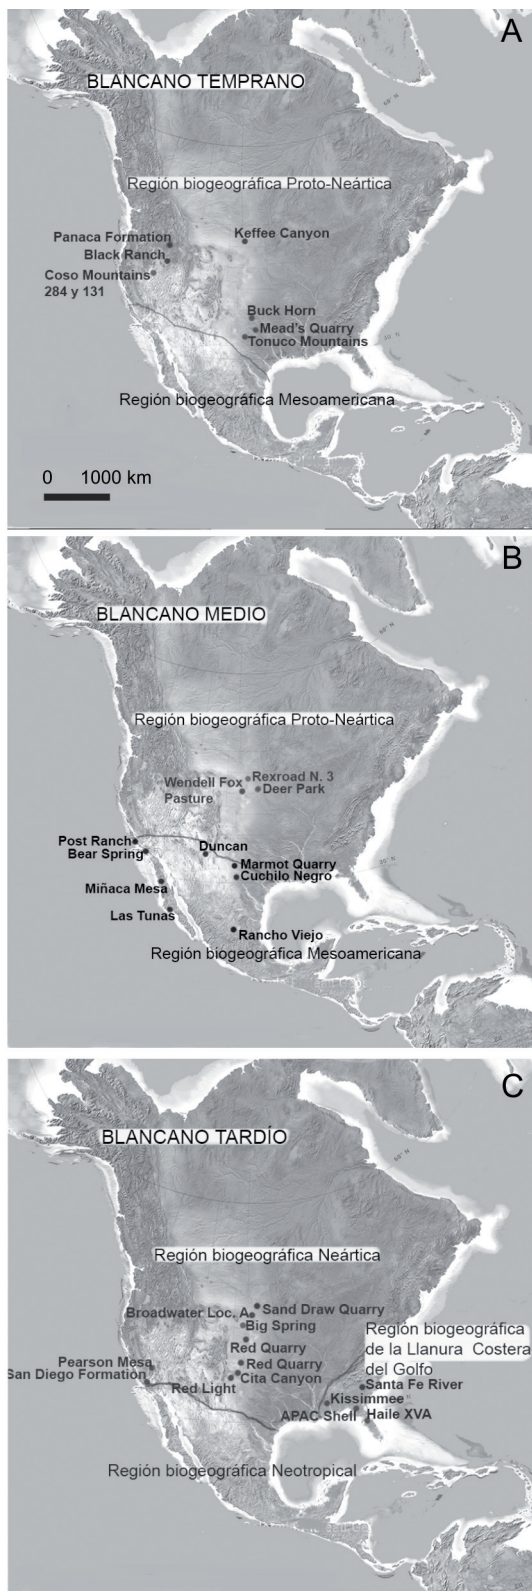 A
BLANCANO TEMPRANO
60° N
Región biogeográfica Proto-Neártica
Panaca Formation
Keffee Canyon
Black Ranch
Coso Mountains
284 y 131
Buck Horn
Mead's Quarry
Tonuco Mountains
30° N
Región biogeográfica Mesoamericana
0 1000 km
B
BLANCANO MEDIO
60° N
Región biogeográfica Proto-Neártica
Rexroad N. 3
Wendell Fox
Pasture
Deer Park
Post Ranch
Bear Spring
Duncan
Marmot Quarry
30° N
Cuchilo Negro
Miñaca Mesa
Las Tunas
Rancho Viejo
Región biogeográfica Mesoamericana
C
BLANCANO TARDÍO
60° N
Región biogeográfica Neártica
Sand Draw Quarry
Broadwater Loc. A
Big Spring
Red Quarry
Región biogeográfica
de la Llanura Costera
del Golfo
Pearson Mesa
Red Quarry
San Diego Formation
Cita Canyon
Red Light
Santa Fe River
Kissimmee
APAC Shell
Haile XVA
Región biogeográfica Neotropical